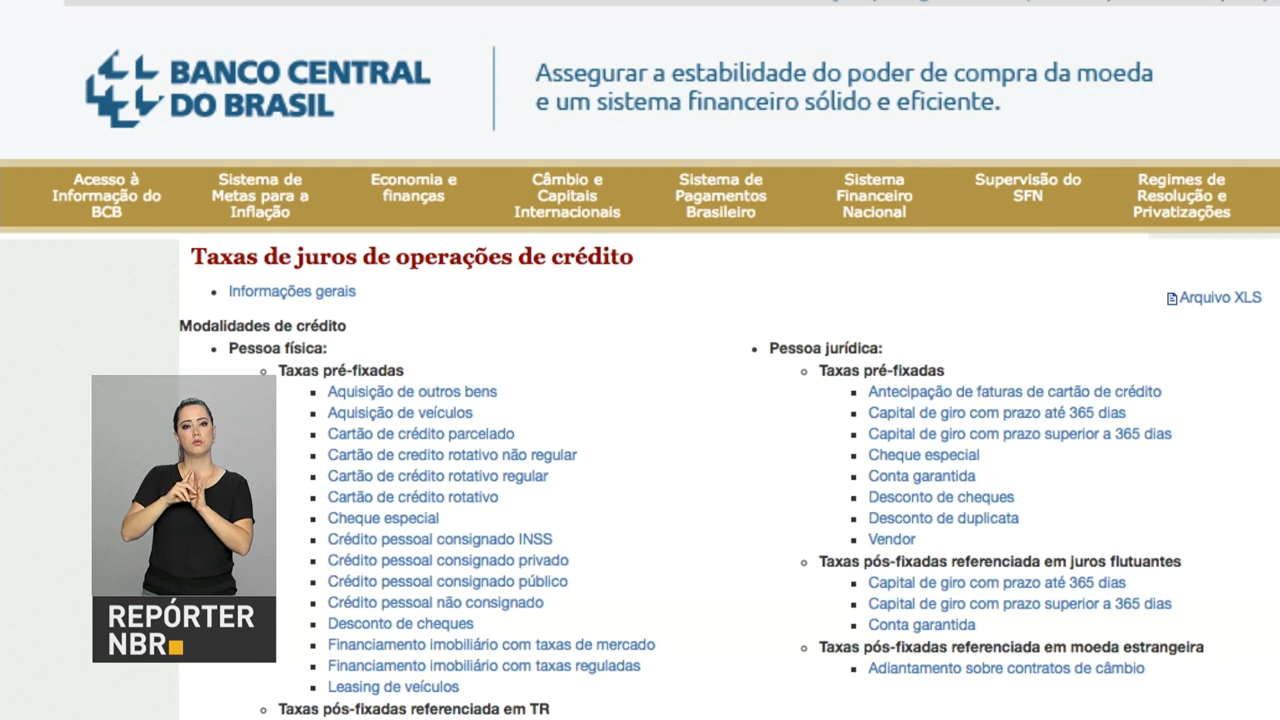 BANCO CENTRAL
DO BRASIL
Assegurar a estabilidade do poder de compra da moeda
e um sistema financeiro sólido e eficiente.
Acesso à
Informação do
BCB
Sistema de
Metas para a
Inflação
Economia e
finanças
Câmbio e
Capitais
Internacionais
Sistema de
Pagamentos
Brasileiro
Sistema
Financeiro
Nacional
Supervisão do
SFN
Regimes de
Resolução e
Privatizações
Taxas de juros de operações de crédito
Informações gerais
Arquivo XLS
Modalidades de crédito
Pessoa física:
Taxas pré-fixadas
Aquisição de outros bens
Aquisição de veículos
Cartão de crédito parcelado
Cartão de credito rotativo não regular
Cartão de crédito rotativo regular
Cartão de crédito rotativo
Cheque especial
Crédito pessoal consignado INSS
Crédito pessoal consignado privado
Crédito pessoal consignado público
Crédito pessoal não consignado
Desconto de cheques
Financiamento imobiliário com taxas de mercado
Financiamento imobiliário com taxas reguladas
Leasing de veículos
Taxas pós-fixadas referenciada em TR
Pessoa jurídica:
Taxas pré-fixadas
Antecipação de faturas de cartão de crédito
Capital de giro com prazo até 365 dias
Capital de giro com prazo superior a 365 dias
Cheque especial
Conta garantida
Desconto de cheques
Desconto de duplicata
Vendor
Taxas pós-fixadas referenciada em juros flutuantes
Capital de giro com prazo até 365 dias
Capital de giro com prazo superior a 365 dias
Conta garantida
Taxas pós-fixadas referenciada em moeda estrangeira
Adiantamento sobre contratos de câmbio
REPÓRTER
NBR